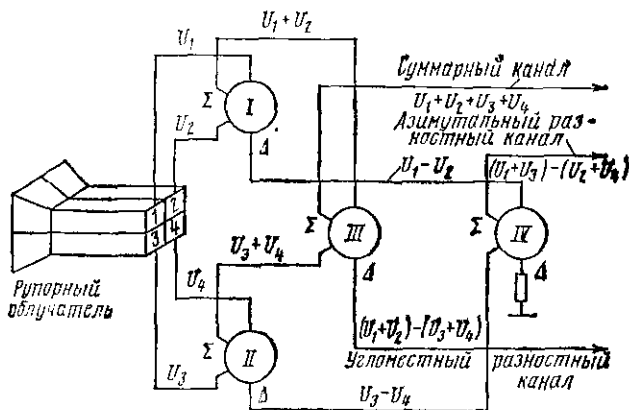 U₁
U₁+U₂
Суммарный канал
U₁+U₂+U₃+U₄
Азимутальный раз-
ностный канал
Σ
I
U₂
Δ
U₁−U₂
(U₁+U₃)−(U₂+U₄)
1 2
3 4
Σ
III
Σ
IV
U₃+U₄
Δ
Δ
Рупорный
облучатель
U₄
(U₁+U₂)−(U₃+U₄)
Σ
II
Угломестный разностный
канал
U₃
Δ
U₃−U₄